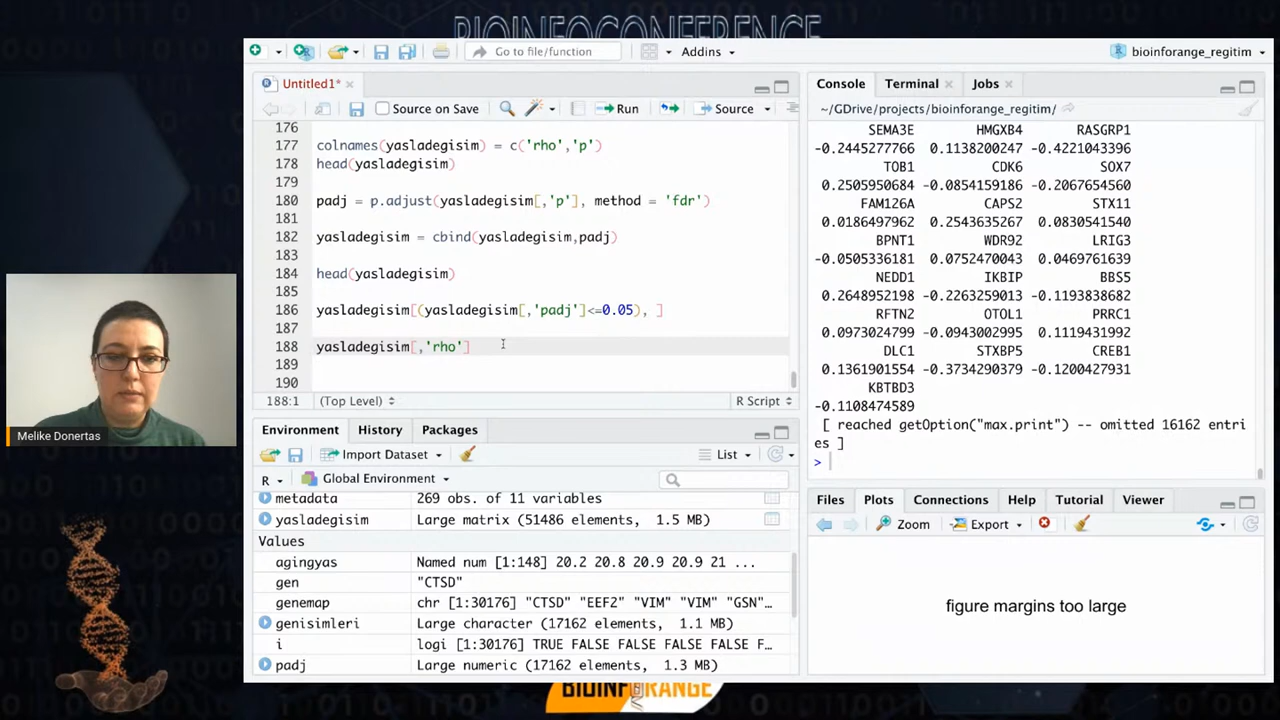 BIOINFOCONFERENCE
Go to file/function
Addins
bioinforange_regitim
Untitled1*
Source on Save
Run
Source
176
177 colnames(yasladegisim) = c('rho','p')
178 head(yasladegisim)
179
180 padj = p.adjust(yasladegisim[,'p'], method = 'fdr')
181
182 yasladegisim = cbind(yasladegisim,padj)
183
184 head(yasladegisim)
185
186 yasladegisim[(yasladegisim[,'padj']<=0.05), ]
187
188 yasladegisim[,'rho']
189
190
188:1 (Top Level) R Script
Environment History Packages
Import Dataset List
R Global Environment
metadata 269 obs. of 11 variables
yasladegisim Large matrix (51486 elements, 1.5 MB)
Values
agingyas Named num [1:148] 20.2 20.8 20.9 20.9 21 ...
gen "CTSD"
genemap chr [1:30176] "CTSD" "EEF2" "VIM" "VIM" "GSN"…
genisimleri Large character (17162 elements, 1.1 MB)
i logi [1:30176] TRUE FALSE FALSE FALSE FALSE F…
padj Large numeric (17162 elements, 1.3 MB)
Console Terminal Jobs
~/GDrive/projects/bioinforange_regitim/
SEMA3E HMGXB4 RASGRP1
-0.2445277766 0.1138200247 -0.4221043396
TOB1 CDK6 SOX7
0.2505950684 -0.0854159186 -0.2067654560
FAM126A CAPS2 STX11
0.0186497962 0.2543635267 0.0830541540
BPNT1 WDR92 LRIG3
-0.0505336181 0.0752470043 0.0469761639
NEDD1 IKBIP BBS5
0.2648952198 -0.2263259013 -0.1193838682
RFTN2 OTOL1 PRRC1
0.0973024799 -0.0943002995 0.1119431992
DLC1 STXBP5 CREB1
0.1361901554 -0.3734290379 -0.1200427931
KBTBD3
-0.1108474589
[ reached getOption("max.print") -- omitted 16162 entri
es ]
>
Files Plots Connections Help Tutorial Viewer
Zoom Export
figure margins too large
Melike Donertas
BIOINFORANGE